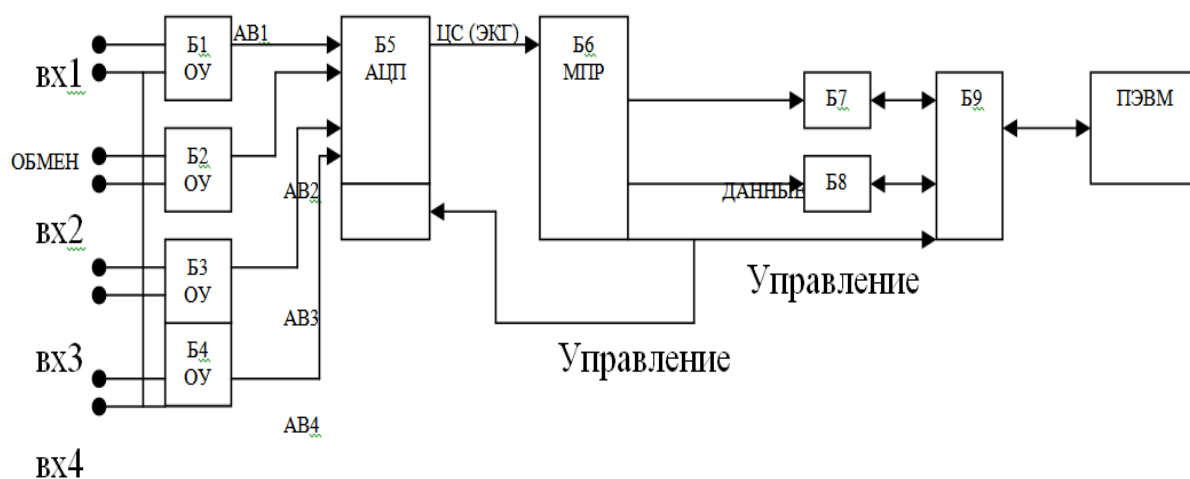 Б1
ОУ
АВ1
Б5
АЦП
ЦС (ЭКГ)
Б6
МПР
Б7
Б9
ПЭВМ
вх1
ОБМЕН
Б2
ОУ
АВ2
ДАННЫЕ
Б8
вх2
Б3
ОУ
Управление
АВ3
Управление
вх3
Б4
ОУ
АВ4
вх4